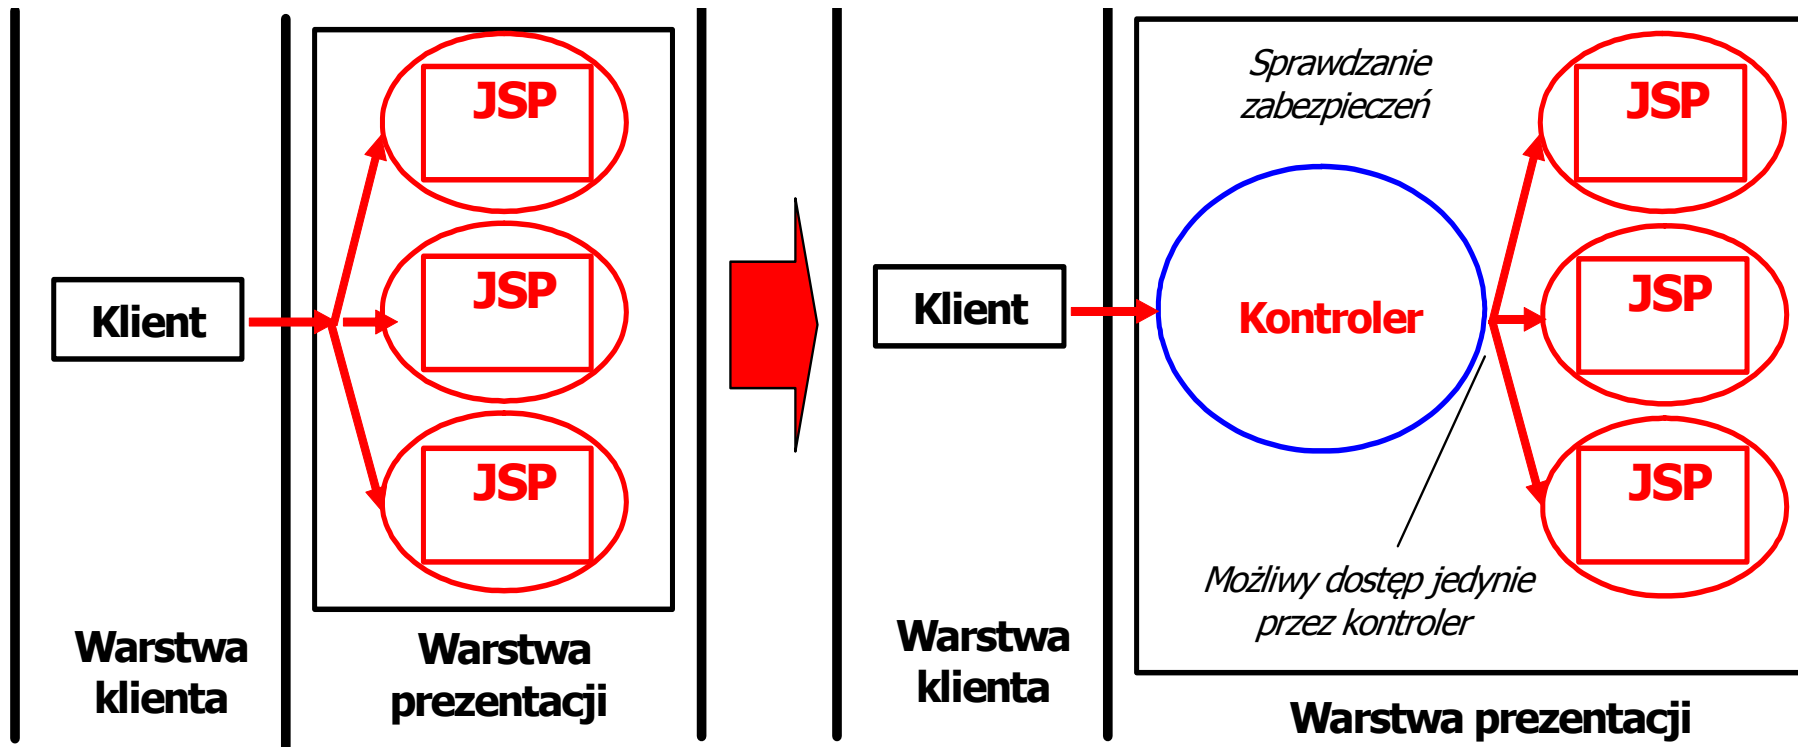 JSP
JSP
JSP
Klient
Warstwa
klienta
Warstwa
prezentacji
Sprawdzanie
zabezpieczeń
Klient
Kontroler
JSP
JSP
JSP
Możliwy dostęp jedynie
przez kontroler
Warstwa
klienta
Warstwa prezentacji